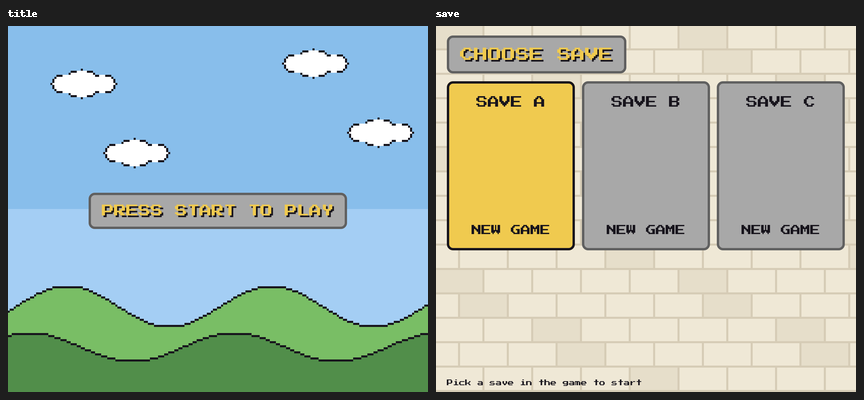 title
PRESS START TO PLAY
save
CHOOSE SAVE
SAVE A
NEW GAME
SAVE B
NEW GAME
SAVE C
NEW GAME
Pick a save in the game to start